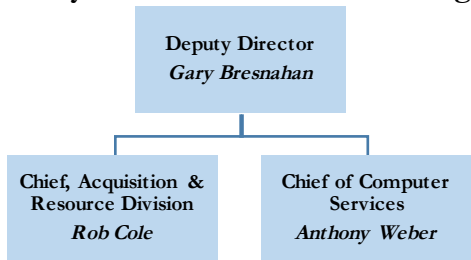 Deputy Director
Gary Bresnahan
Chief, Acquisition &
Resource Division
Rob Cole
Chief of Computer
Services
Anthony Weber